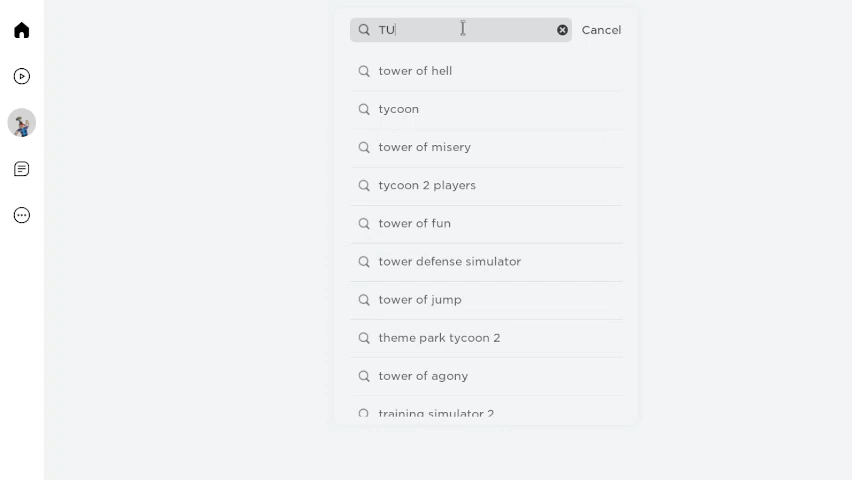 TU
Cancel
tower of hell
tycoon
tower of misery
tycoon 2 players
tower of fun
tower defense simulator
tower of jump
theme park tycoon 2
tower of agony
training simulator 2